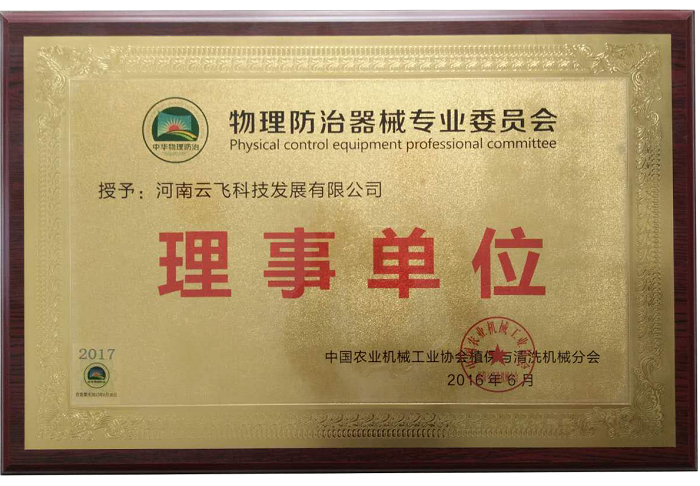 物理防治器械专业委员会
Physical control equipment professional committee
中华物理防治
授予：河南云飞科技发展有限公司
理事单位
中国农业机械工业协会植保与清洗机械分会
2016年6月
2017